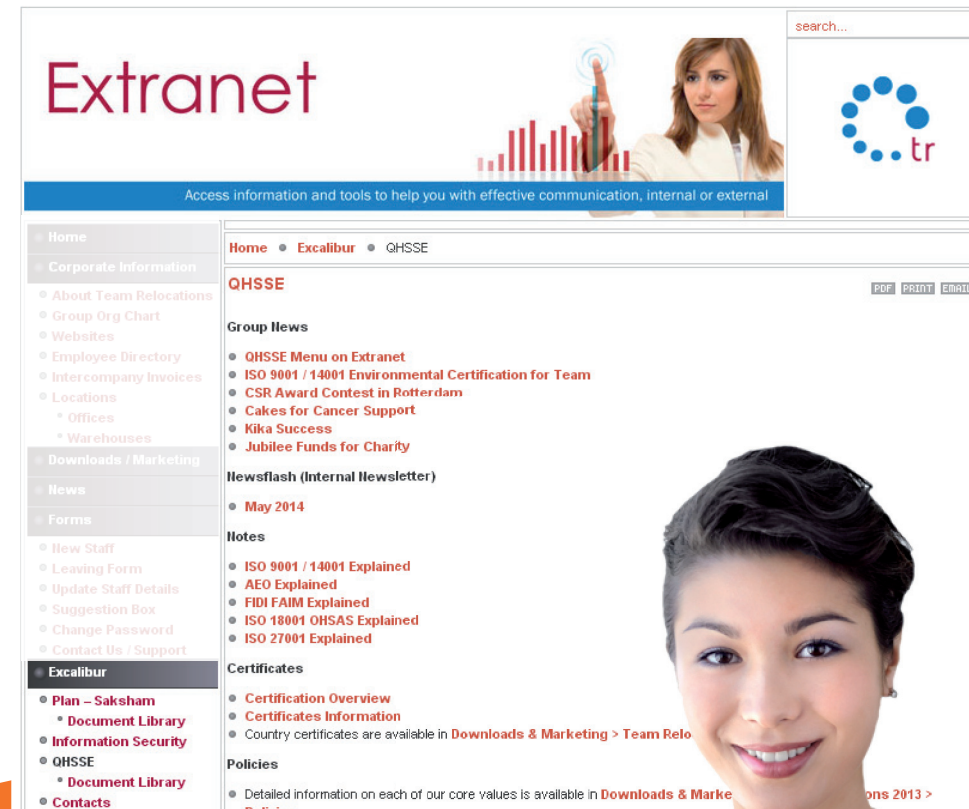 search...
Extranet
tr
Access information and tools to help you with effective communication, internal or external
Home
Corporate Information
About Team Relocations
Group Org Chart
Websites
Employee Directory
Intercompany Invoices
Locations
Offices
Warehouses
Downloads / Marketing
News
Forms
New Staff
Leaving Form
Update Staff Details
Suggestion Box
Change Password
Contact Us / Support
Excalibur
Plan – Saksham
Document Library
Information Security
QHSSE
Document Library
Contacts
Home Excalibur QHSSE
QHSSE
PDF PRINT EMAIL
Group News
QHSSE Menu on Extranet
ISO 9001 / 14001 Environmental Certification for Team
CSR Award Contest in Rotterdam
Cakes for Cancer Support
Kika Success
Jubilee Funds for Charity
Newsflash (Internal Newsletter)
May 2014
Notes
ISO 9001 / 14001 Explained
AEO Explained
FIDI FAIM Explained
ISO 18001 OHSAS Explained
ISO 27001 Explained
Certificates
Certification Overview
Certificates Information
Country certificates are available in Downloads & Marketing > Team Relo
Policies
Detailed information on each of our core values is available in Downloads & Marke ons 2013 >